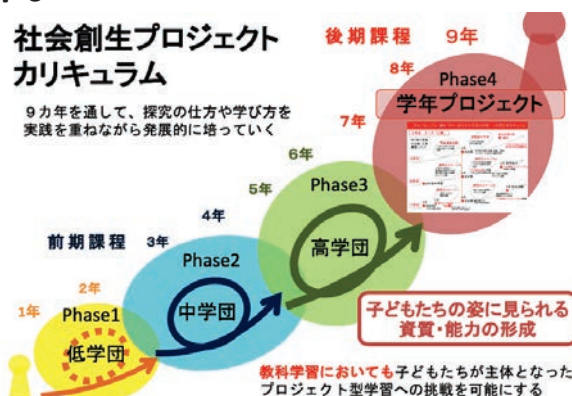 社会創生プロジェクト
カリキュラム
9カ年を通して、探究の仕方や学び方を
実践を重ねながら発展的に培っていく
後期課程
9年
8年
Phase4
学年プロジェクト
7年
6年
5年
Phase3
高学団
前期課程
3年
4年
Phase2
中学団
2年
1年
Phase1
低学団
子どもたちの姿に見られる
資質・能力の形成
教科学習においても子どもたちが主体となった
プロジェクト型学習への挑戦を可能にする